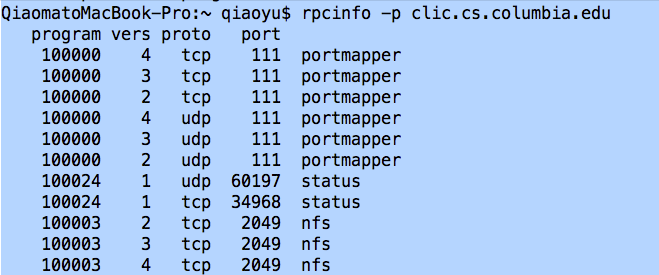 QiaomatoMacBook-Pro:~ qiaoyu$ rpcinfo -p clic.cs.columbia.edu
program vers proto port
100000 4 tcp 111 portmapper
100000 3 tcp 111 portmapper
100000 2 tcp 111 portmapper
100000 4 udp 111 portmapper
100000 3 udp 111 portmapper
100000 2 udp 111 portmapper
100024 1 udp 60197 status
100024 1 tcp 34968 status
100003 2 tcp 2049 nfs
100003 3 tcp 2049 nfs
100003 4 tcp 2049 nfs